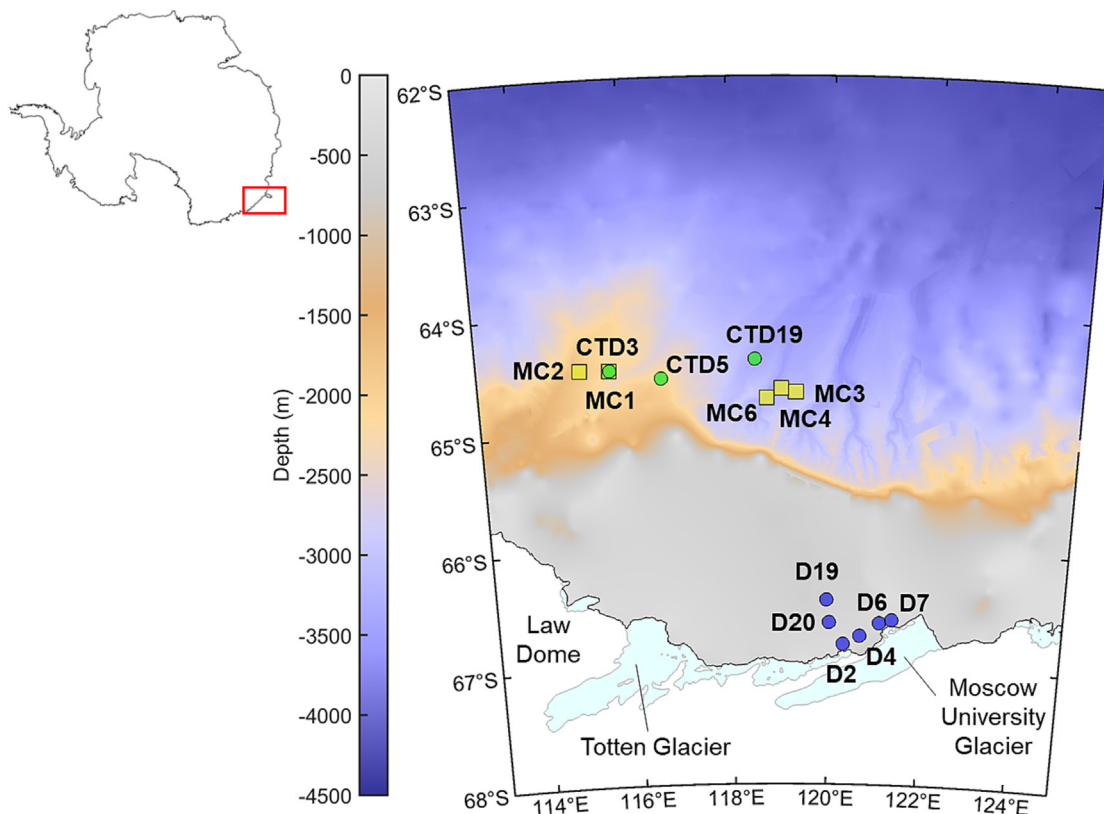 0
-500
-1000
-1500
-2000
-2500
-3000
-3500
-4000
-4500
Depth (m)
62°S
63°S
64°S
65°S
66°S
67°S
68°S
114°E
116°E
118°E
120°E
122°E
124°E
CTD19
CTD3
CTD5
MC2
MC1
MC3
MC6
MC4
D19
D6
D7
D20
D4
D2
Law
Dome
Totten Glacier
Moscow
University
Glacier